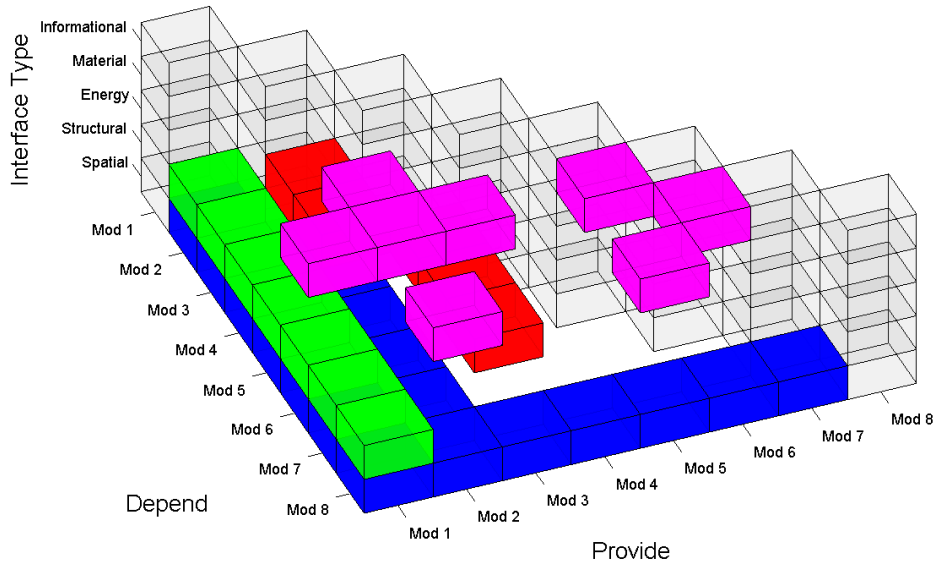 Interface Type
Informational
Material
Energy
Structural
Spatial
Mod 1
Mod 2
Mod 3
Mod 4
Mod 5
Mod 6
Mod 7
Mod 8
Depend
Mod 1
Mod 2
Mod 3
Mod 4
Mod 5
Mod 6
Mod 7
Mod 8
Provide